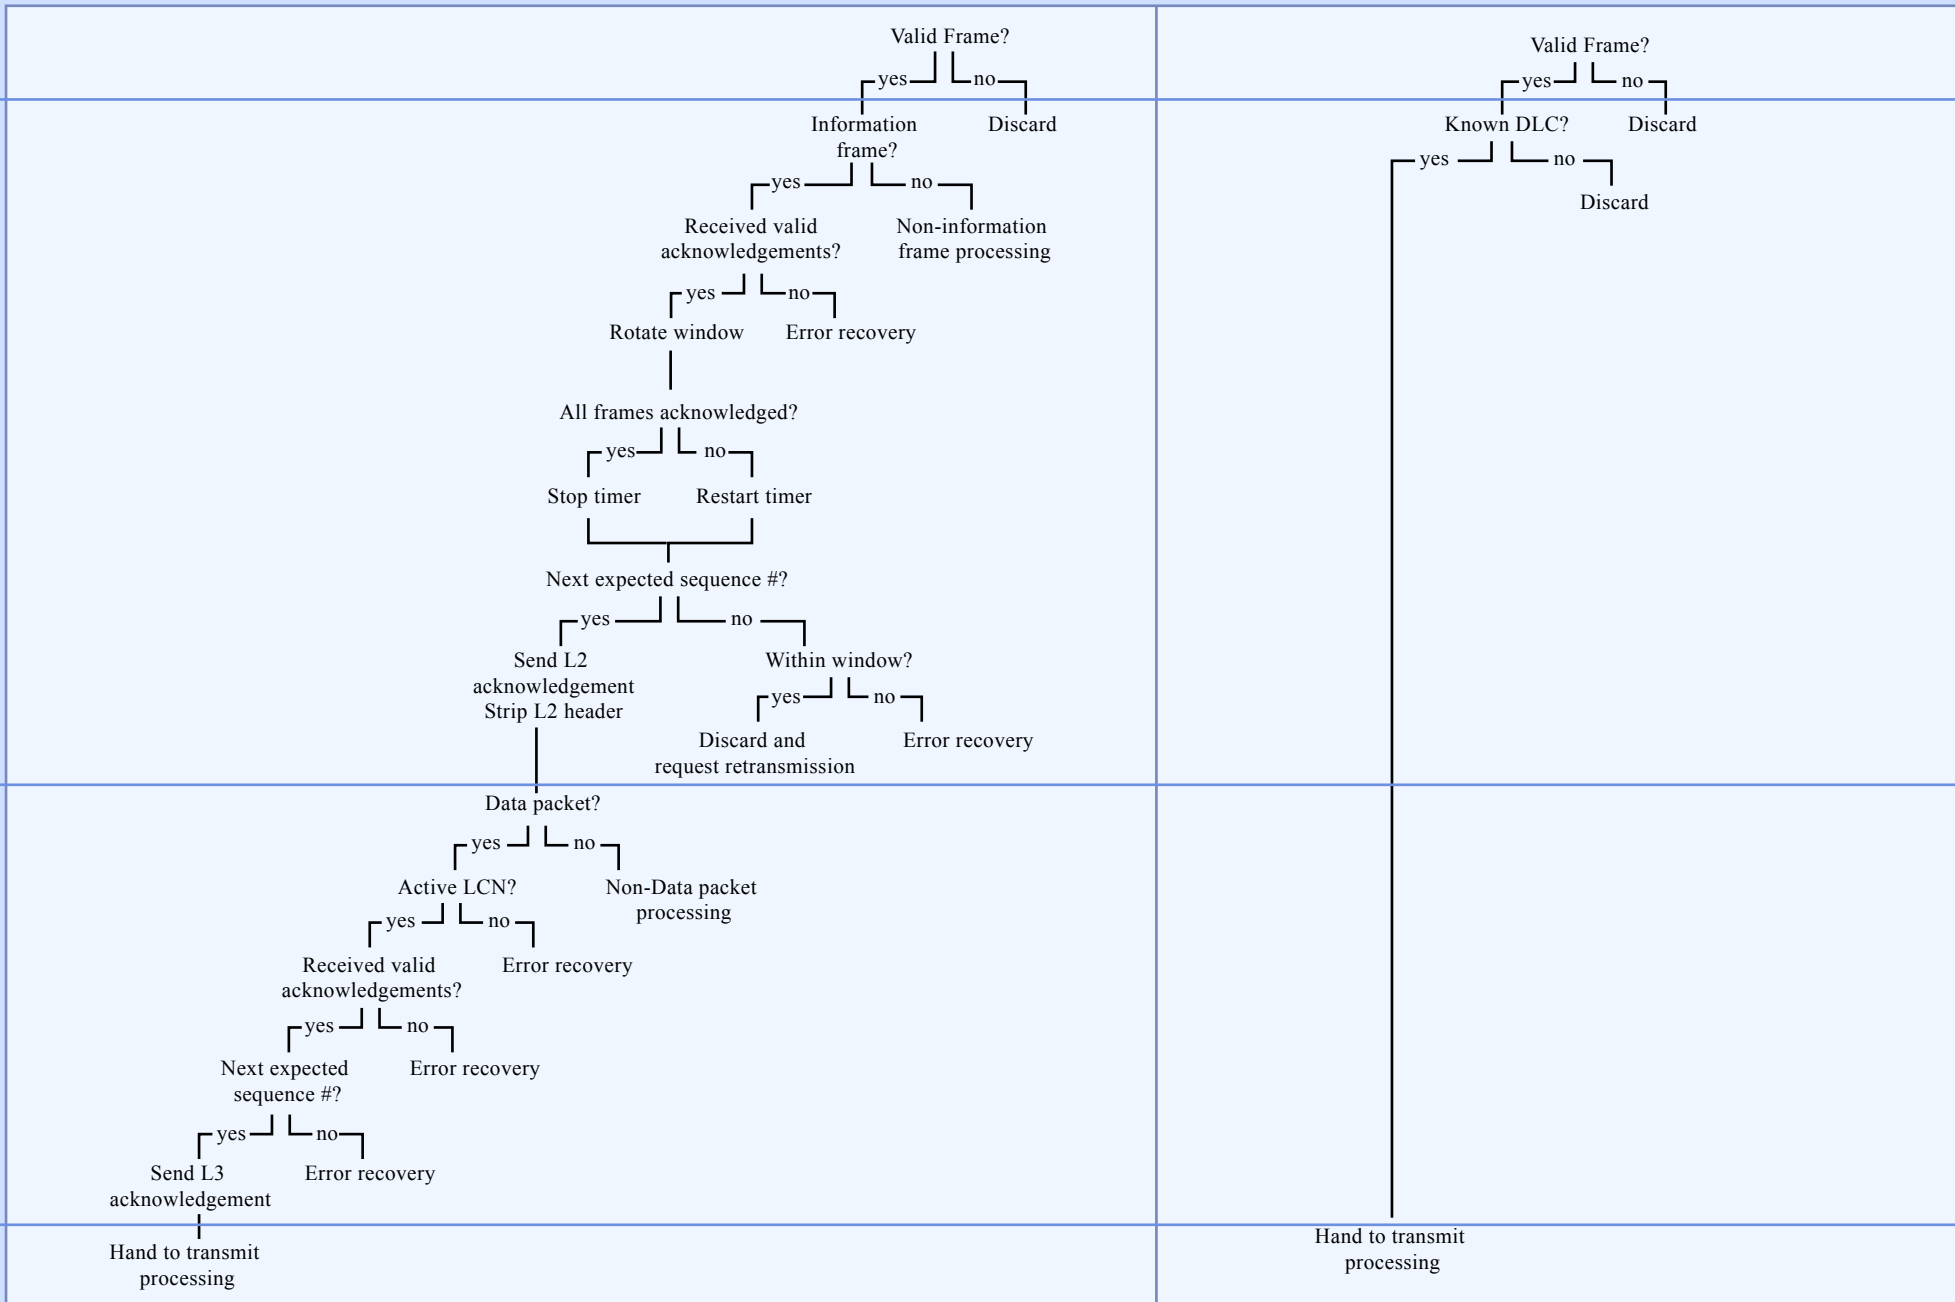 Valid Frame?
yes
no
Information
frame?
Discard
yes
no
Received valid
acknowledgements?
Non-information
frame processing
yes
no
Rotate window
Error recovery
All frames acknowledged?
yes
no
Stop timer
Restart timer
Next expected sequence #?
yes
no
Send L2
acknowledgement
Strip L2 header
Within window?
yes
no
Discard and
request retransmission
Error recovery
Data packet?
yes
no
Active LCN?
Non-Data packet
processing
yes
no
Received valid
acknowledgements?
Error recovery
yes
no
Next expected
sequence #?
Error recovery
yes
no
Send L3
acknowledgement
Error recovery
Hand to transmit
processing
Valid Frame?
yes
no
Known DLC?
Discard
yes
no
Discard
Hand to transmit
processing